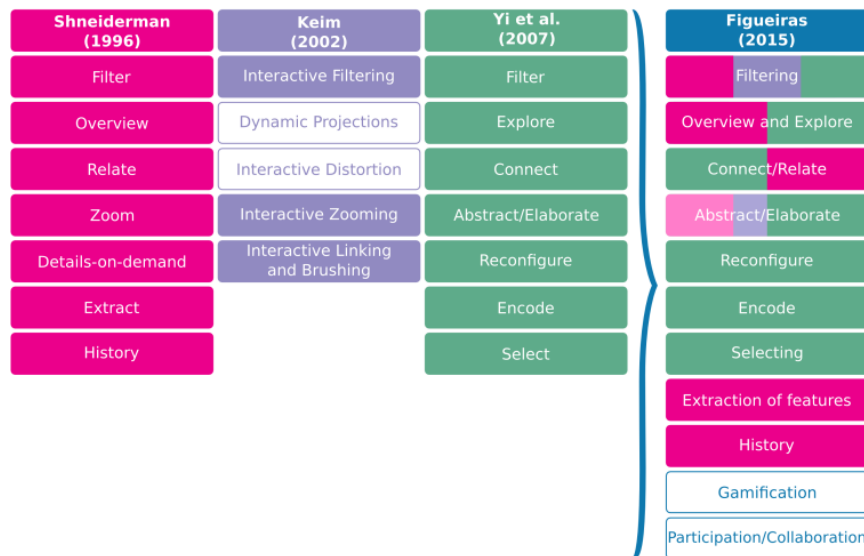 Shneiderman
(1996)
Filter
Overview
Relate
Zoom
Details-on-demand
Extract
History
Keim
(2002)
Interactive Filtering
Dynamic Projections
Interactive Distortion
Interactive Zooming
Interactive Linking
and Brushing
Yi et al.
(2007)
Filter
Explore
Connect
Abstract/Elaborate
Reconfigure
Encode
Select
Figueiras
(2015)
Filtering
Overview and Explore
Connect/Relate
Abstract/Elaborate
Reconfigure
Encode
Selecting
Extraction of features
History
Gamification
Participation/Collaboration